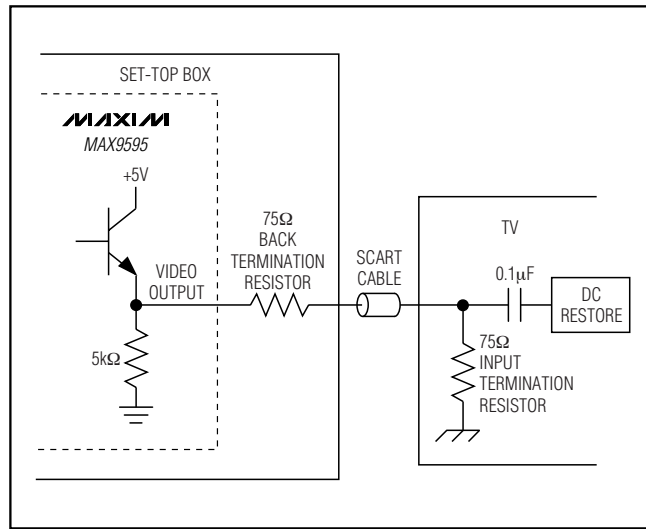 SET-TOP BOX
MAXIM
MAX9595
+5V
VIDEO
OUTPUT
5kΩ
75Ω
BACK
TERMINATION
RESISTOR
SCART
CABLE
TV
0.1μF
DC
RESTORE
75Ω
INPUT
TERMINATION
RESISTOR